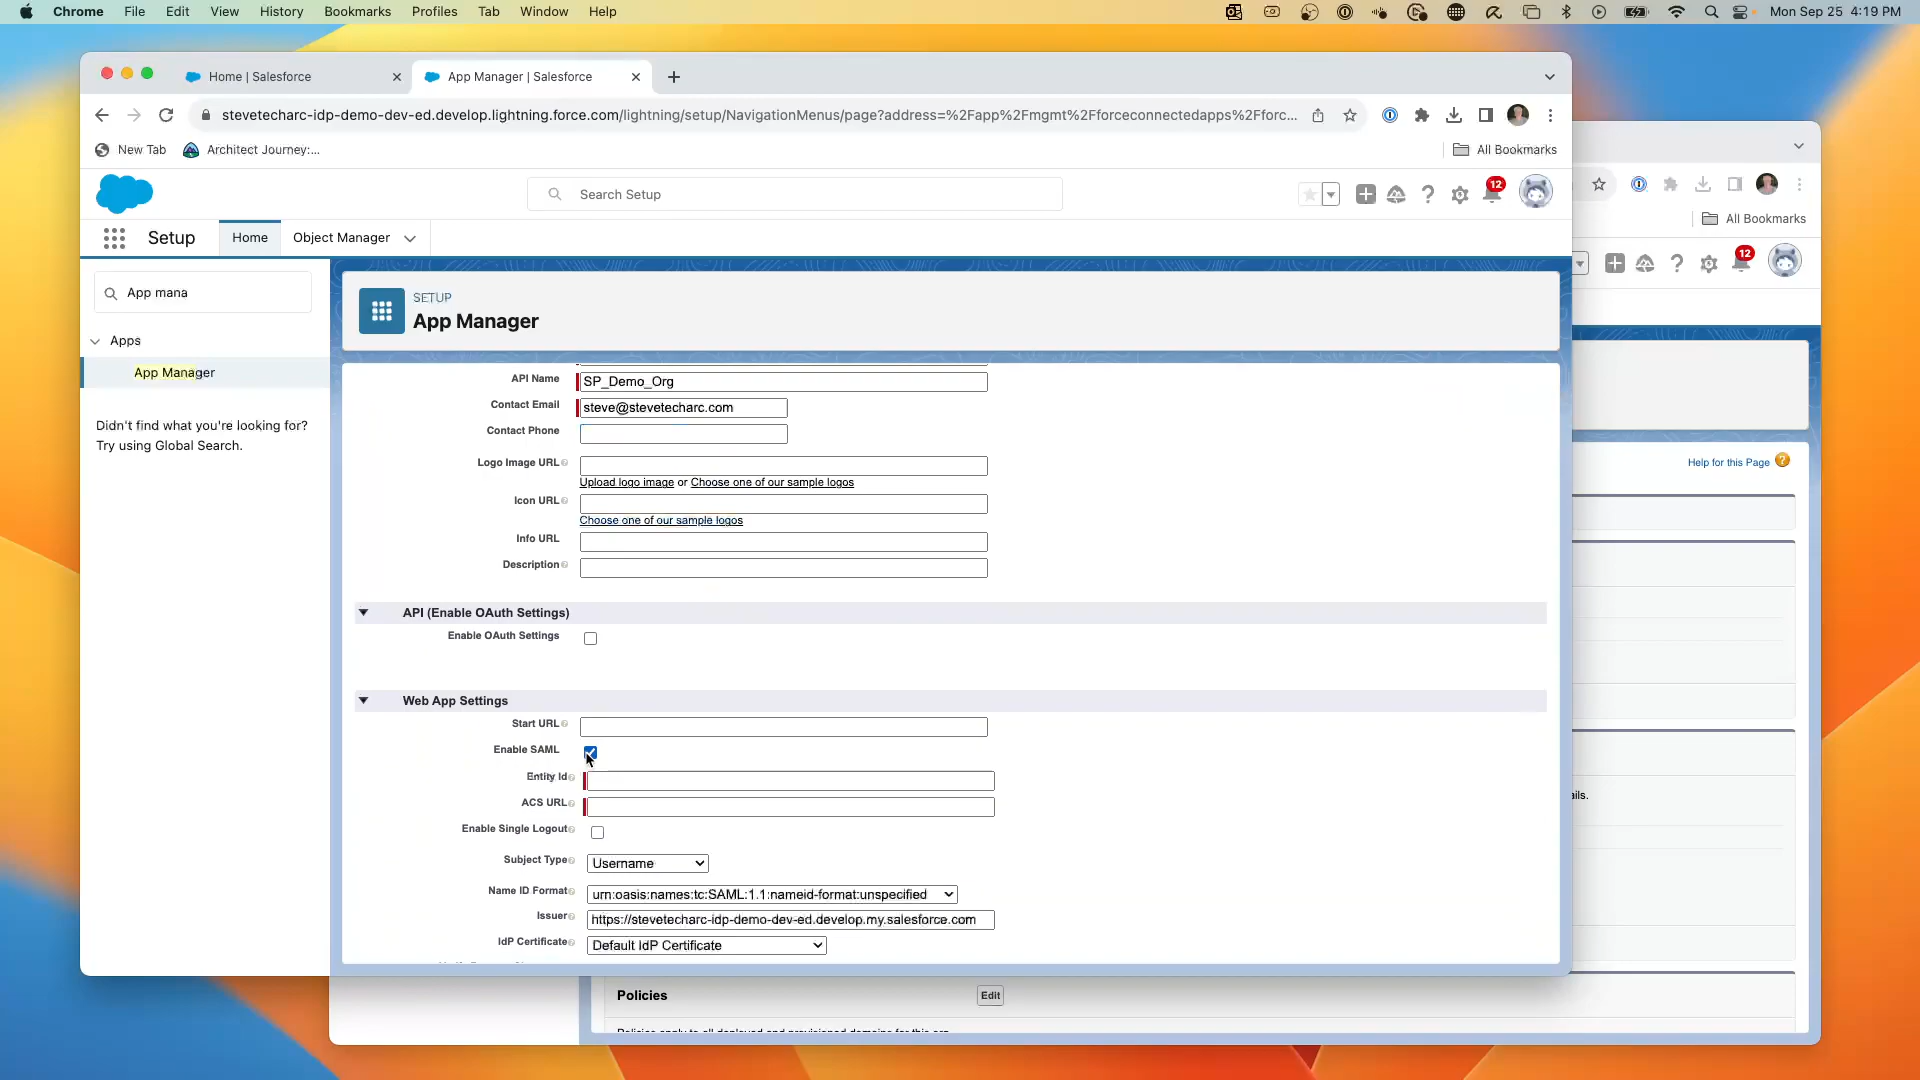 Chrome File Edit View History Bookmarks Profiles Tab Window Help Mon Sep 25 4:19 PM
Home | Salesforce App Manager | Salesforce
stevetecharc-idp-demo-dev-ed.develop.lightning.force.com/lightning/setup/NavigationMenus/page?address=%2Fapp%2Fmgmt%2Fforceconnectedapps%2Fforc...
New Tab Architect Journey:... All Bookmarks
Search Setup 12
All Bookmarks
Setup Home Object Manager
12
App mana
SETUP
App Manager
Apps
App Manager
Didn't find what you're looking for?
Try using Global Search.
API Name SP_Demo_Org
Contact Email steve@stevetecharc.com
Contact Phone
Logo Image URL
Upload logo image or Choose one of our sample logos
Icon URL
Choose one of our sample logos
Info URL
Description
API (Enable OAuth Settings)
Enable OAuth Settings
Web App Settings
Start URL
Enable SAML
Entity Id
ACS URL
Enable Single Logout
Subject Type Username
Name ID Format urn:oasis:names:tc:SAML:1.1:nameid-format:unspecified
Issuer https://stevetecharc-idp-demo-dev-ed.develop.my.salesforce.com
IdP Certificate Default IdP Certificate
Help for this Page
ails.
Policies Edit